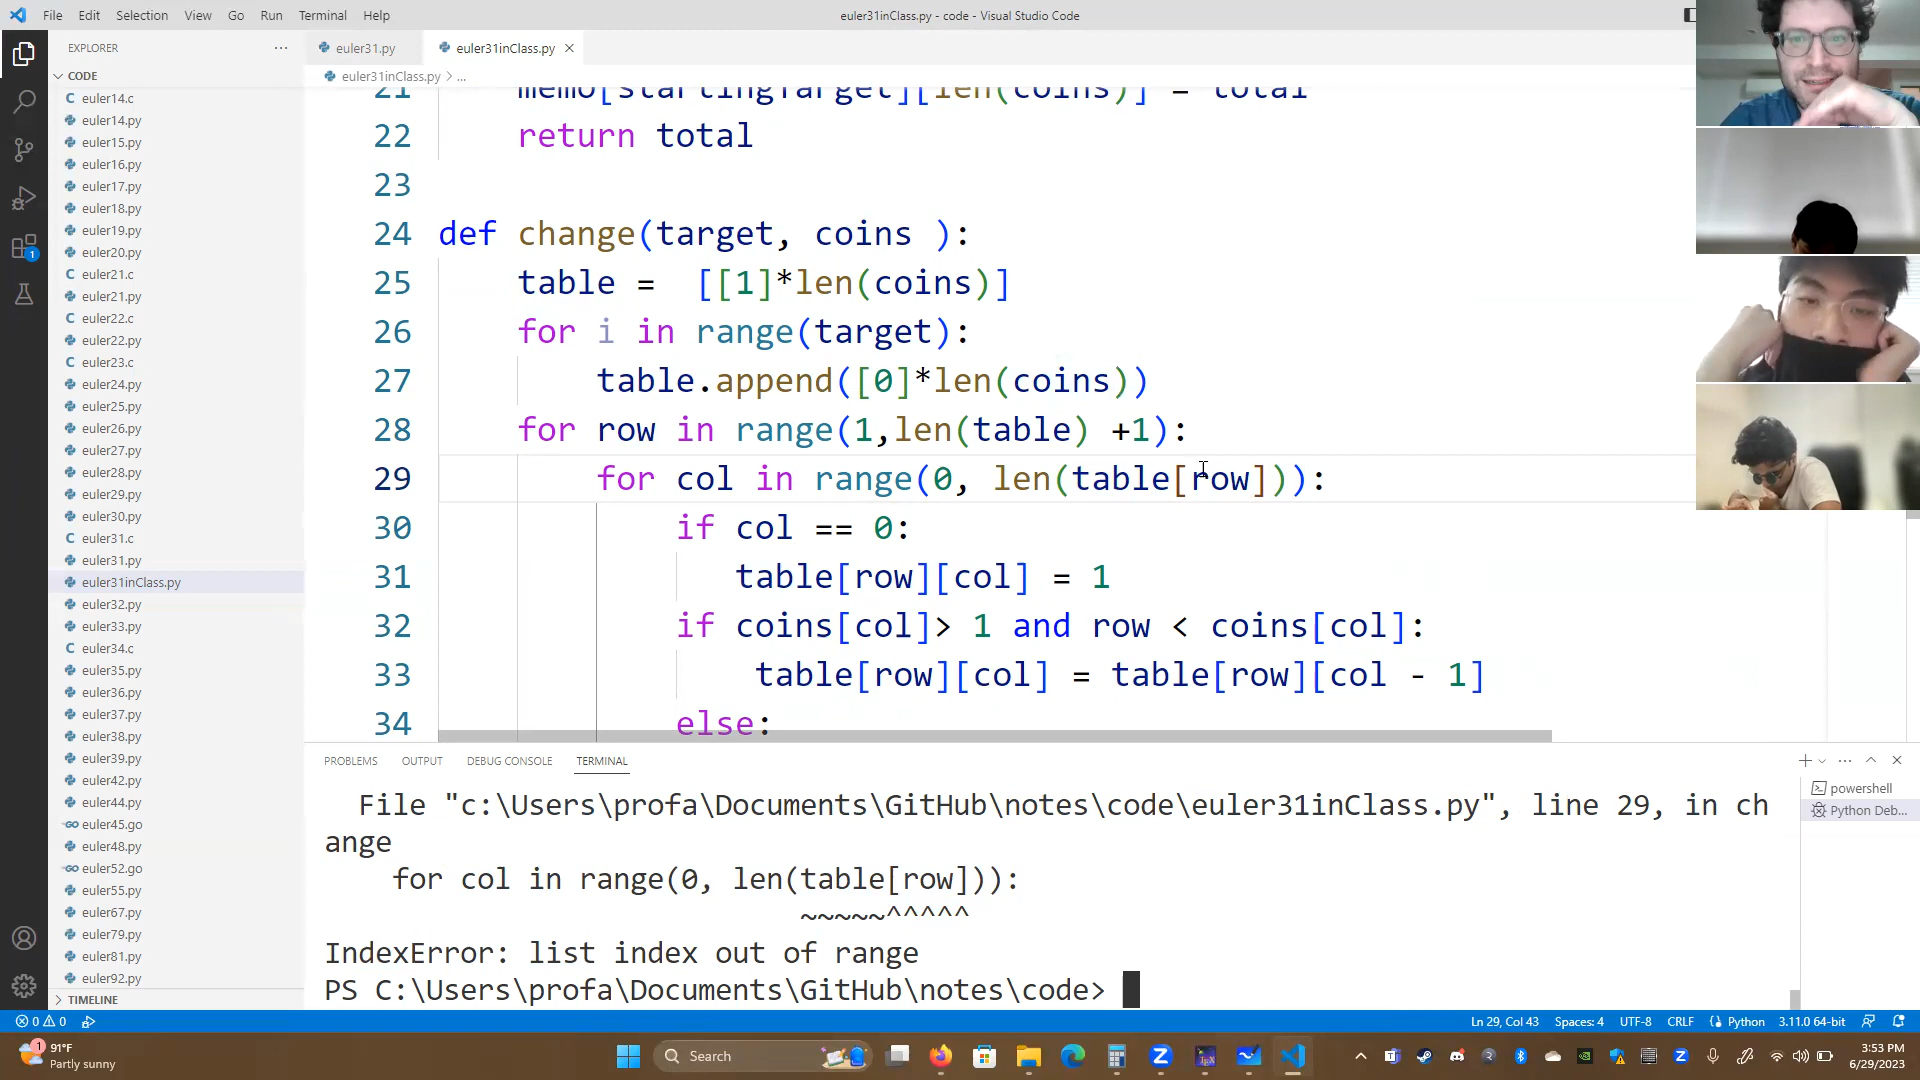 File Edit Selection View Go Run Terminal Help
euler31inClass.py - code - Visual Studio Code
EXPLORER
CODE
euler14.c
euler14.py
euler15.py
euler16.py
euler17.py
euler18.py
euler19.py
euler20.py
euler21.c
euler21.py
euler22.c
euler22.py
euler23.c
euler24.py
euler25.py
euler26.py
euler27.py
euler28.py
euler29.py
euler30.py
euler31.c
euler31.py
euler31inClass.py
euler32.py
euler33.py
euler34.c
euler35.py
euler36.py
euler37.py
euler38.py
euler39.py
euler42.py
euler44.py
euler45.go
euler48.py
euler52.go
euler55.py
euler67.py
euler79.py
euler81.py
euler92.py
TIMELINE
euler31.py euler31inClass.py
euler31inClass.py > ...
21 memo[startingTarget][len(coins)] = total
22 return total
23
24 def change(target, coins ):
25 table = [[1]*len(coins)]
26 for i in range(target):
27 table.append([0]*len(coins))
28 for row in range(1,len(table) +1):
29 for col in range(0, len(table[row])):
30 if col == 0:
31 table[row][col] = 1
32 if coins[col]> 1 and row < coins[col]:
33 table[row][col] = table[row][col - 1]
34 else:
PROBLEMS OUTPUT DEBUG CONSOLE TERMINAL
File "c:\Users\profa\Documents\GitHub\notes\code\euler31inClass.py", line 29, in ch
ange
for col in range(0, len(table[row])):
~~~~~^^^^^
IndexError: list index out of range
PS C:\Users\profa\Documents\GitHub\notes\code>
powershell
Python Deb...
0 0
Ln 29, Col 43 Spaces: 4 UTF-8 CRLF Python 3.11.0 64-bit
91°F
Partly sunny
Search
3:53 PM
6/29/2023